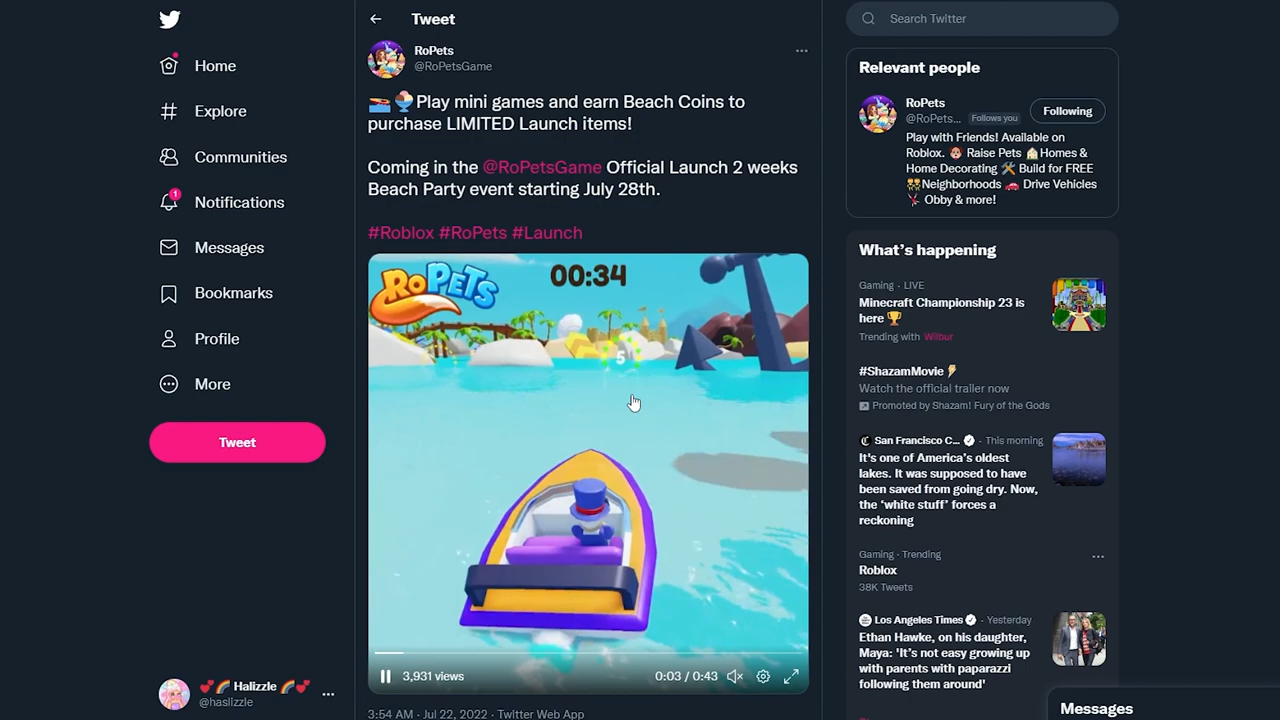 Home
Explore
Communities
1
Notifications
Messages
Bookmarks
Profile
More
Tweet
💕🌈 Halizzle 🌈💕
@haslizzle
Tweet
RoPets
@RoPetsGame
🚤🍨Play mini games and earn Beach Coins to
purchase LIMITED Launch items!
Coming in the @RoPetsGame Official Launch 2 weeks
Beach Party event starting July 28th.
#Roblox #RoPets #Launch
RoPets
00:34
5
3,931 views
0:03 / 0:43
3:54 AM · Jul 22, 2022 · Twitter Web App
Search Twitter
Relevant people
RoPets
@RoPets... Follows you
Following
Play with Friends! Available on
Roblox. 🐶 Raise Pets 🏠Homes &
Home Decorating 🛠️ Build for FREE
👯Neighborhoods 🚗 Drive Vehicles
🤸 Obby & more!
What's happening
Gaming · LIVE
Minecraft Championship 23 is
here 🏆
Trending with Wilbur
#ShazamMovie ⚡
Watch the official trailer now
Promoted by Shazam! Fury of the Gods
San Francisco C... · This morning
It's one of America's oldest
lakes. It was supposed to have
been saved from going dry. Now,
the 'white stuff' forces a
reckoning
Gaming · Trending
Roblox
38K Tweets
Los Angeles Times · Yesterday
Ethan Hawke, on his daughter,
Maya: 'It's not easy growing up
with parents with paparazzi
following them around'
Messages